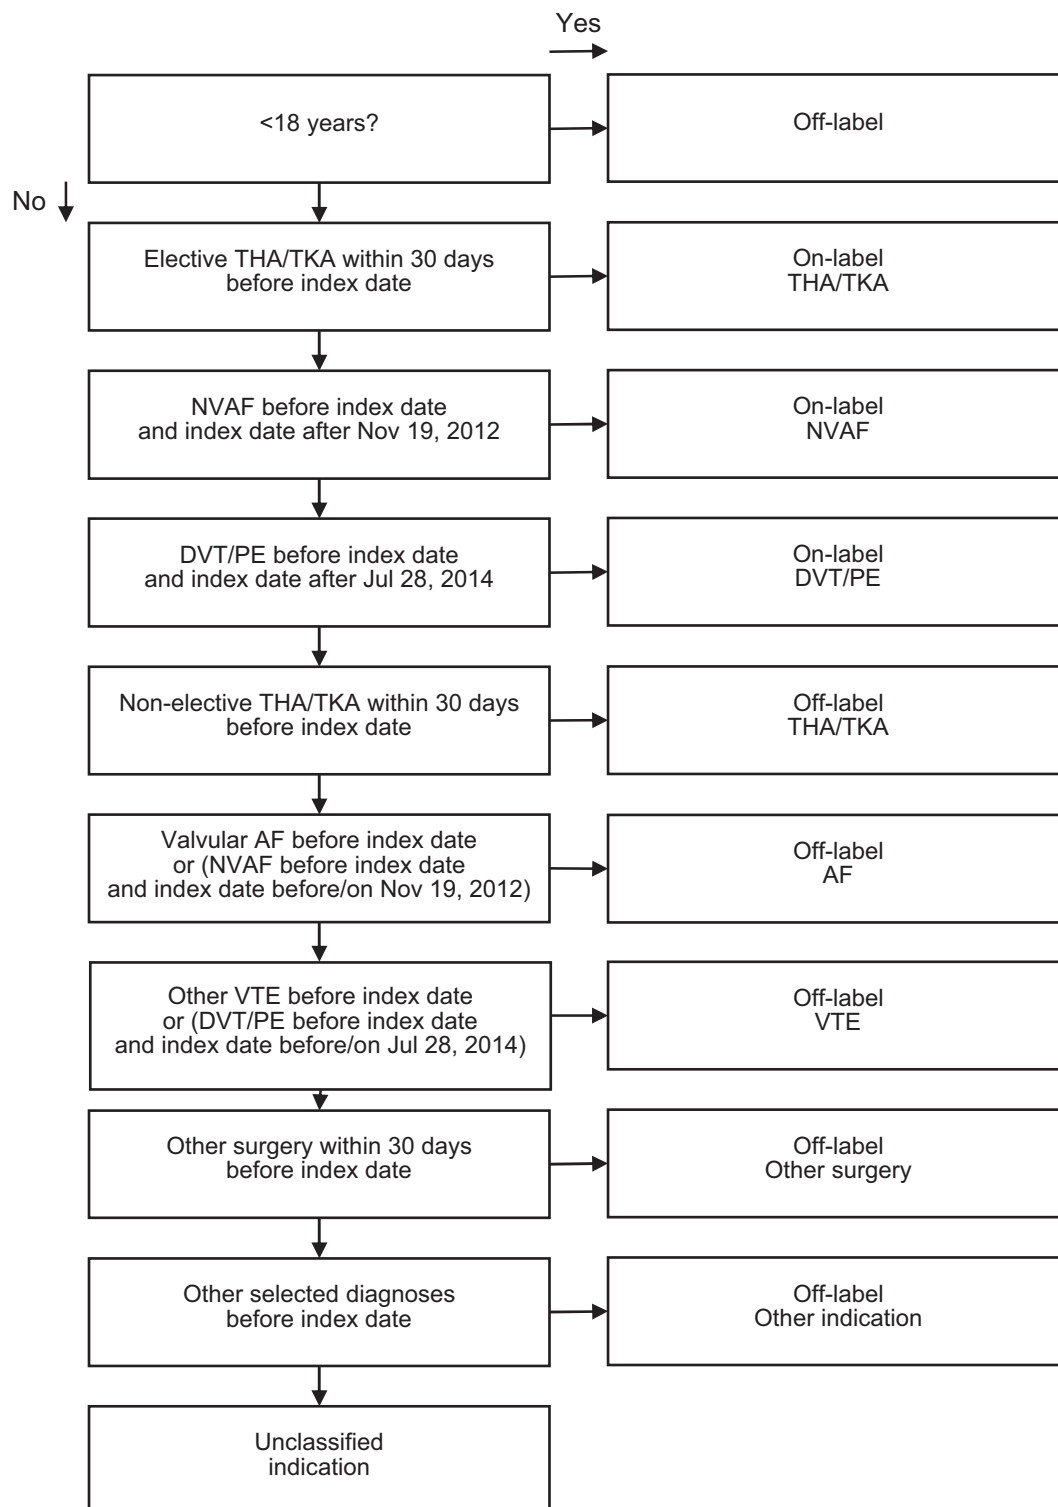 Yes
<18 years?
Off-label
No
Elective THA/TKA within 30 days
before index date
On-label
THA/TKA
NVAF before index date
and index date after Nov 19, 2012
On-label
NVAF
DVT/PE before index date
and index date after Jul 28, 2014
On-label
DVT/PE
Non-elective THA/TKA within 30 days
before index date
Off-label
THA/TKA
Valvular AF before index date
or (NVAF before index date
and index date before/on Nov 19, 2012)
Off-label
AF
Other VTE before index date
or (DVT/PE before index date
and index date before/on Jul 28, 2014)
Off-label
VTE
Other surgery within 30 days
before index date
Off-label
Other surgery
Other selected diagnoses
before index date
Off-label
Other indication
Unclassified
indication